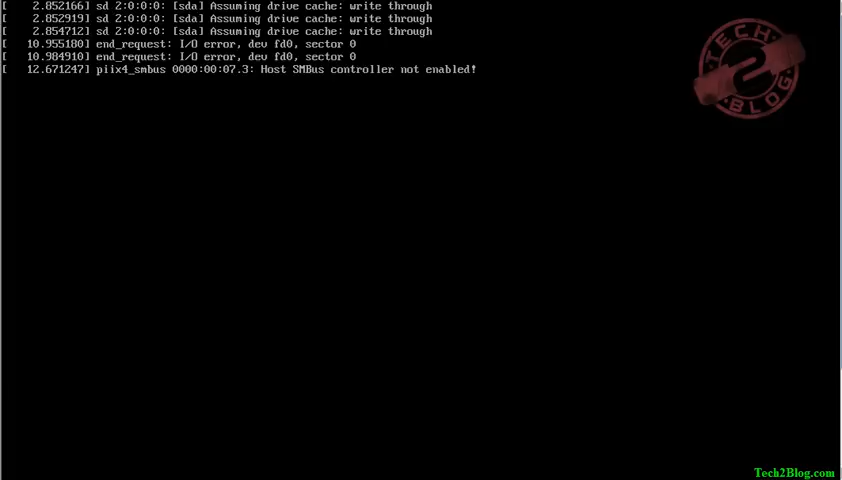 [    2.852166] sd 2:0:0:0: [sda] Assuming drive cache: write through
[    2.852919] sd 2:0:0:0: [sda] Assuming drive cache: write through
[    2.854712] sd 2:0:0:0: [sda] Assuming drive cache: write through
[   10.955180] end_request: I/O error, dev fd0, sector 0
[   10.984910] end_request: I/O error, dev fd0, sector 0
[   12.671247] piix4_smbus 0000:00:07.3: Host SMBus controller not enabled!
TECH
2
BLOG
Tech2Blog.com